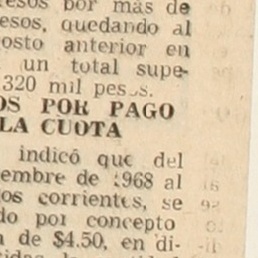 esos por más de
esos, quedando al
osto anterior en
un total supe-
320 mil pesos.
OS POR PAGO
LA CUOTA
indicó que del
embre de 1968 al
os corrientes, se
do por concepto
a de $4.50, en di-